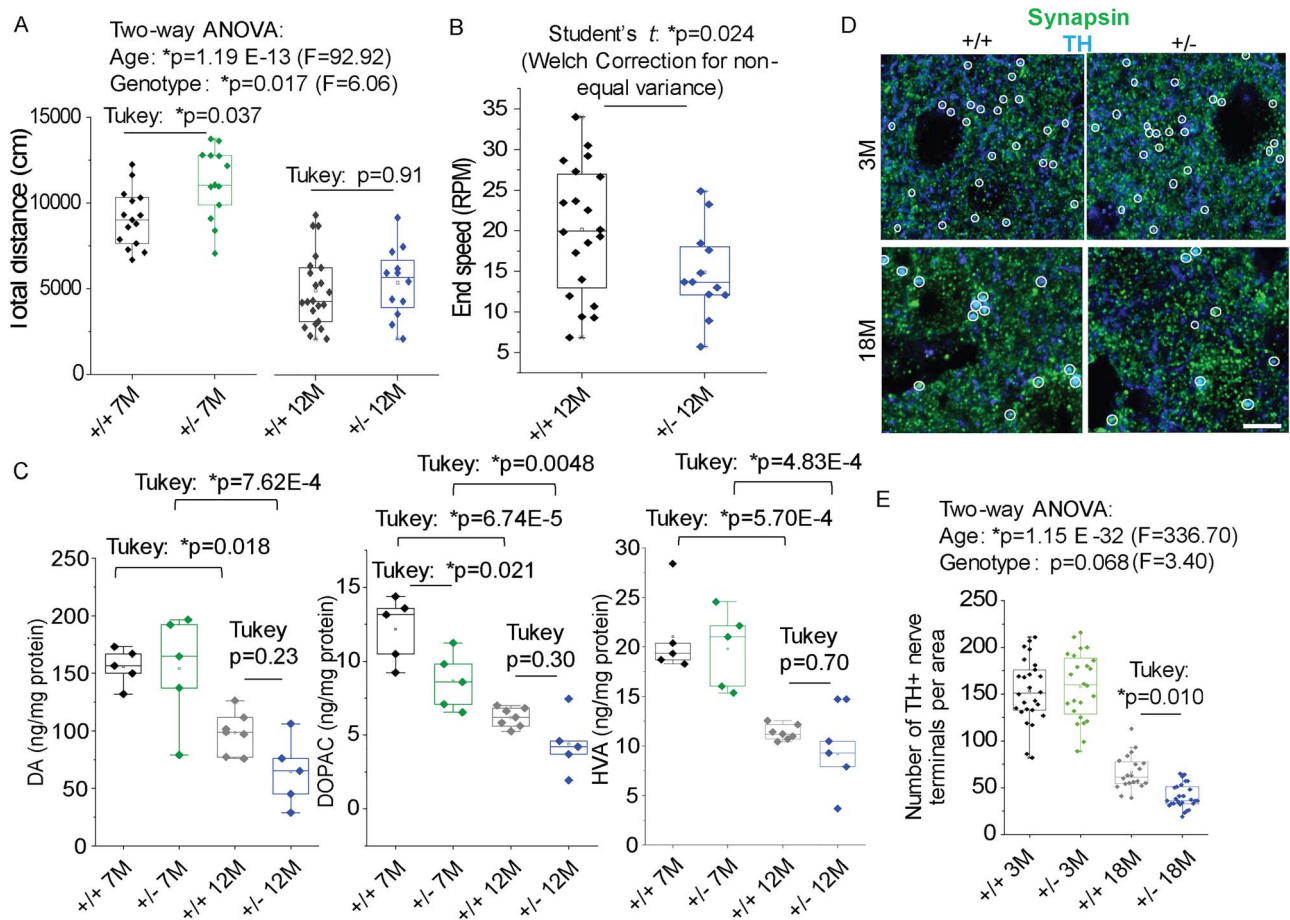 A
Two-way ANOVA:
Age: *p=1.19 E-13 (F=92.92)
Genotype: *p=0.017 (F=6.06)
Tukey: *p=0.037
Tukey: p=0.91
Total distance (cm)
15000
10000
5000
0
+/+ 7M
+/- 7M
+/+ 12M
+/- 12M
B
Student's t: *p=0.024
(Welch Correction for non-
equal variance)
End speed (RPM)
35
30
25
20
15
10
5
+/+ 12M
+/- 12M
D
Synapsin
TH
+/+
+/-
3M
18M
C
Tukey: *p=7.62E-4
Tukey: *p=0.018
Tukey
p=0.23
DA (ng/mg protein)
250
200
150
100
50
0
+/+ 7M
+/- 7M
+/+ 12M
+/- 12M
Tukey: *p=0.0048
Tukey: *p=6.74E-5
Tukey: *p=0.021
Tukey
p=0.30
DOPAC (ng/mg protein)
15
10
5
0
+/+ 7M
+/- 7M
+/+ 12M
+/- 12M
Tukey: *p=4.83E-4
Tukey: *p=5.70E-4
Tukey
p=0.70
HVA (ng/mg protein)
30
25
20
15
10
5
0
+/+ 7M
+/- 7M
+/+ 12M
+/- 12M
E
Two-way ANOVA:
Age: *p=1.15 E-32 (F=336.70)
Genotype: p=0.068 (F=3.40)
Tukey:
*p=0.010
Number of TH+ nerve
terminals per area
250
200
150
100
50
0
+/+ 3M
+/- 3M
+/+ 18M
+/- 18M